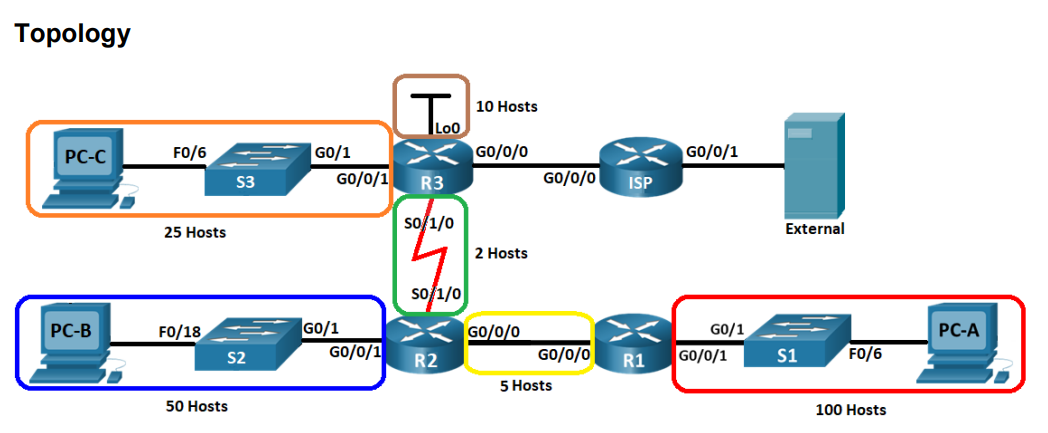 Topology
10 Hosts
Lo0
PC-C
F0/6
G0/1
G0/0/0
G0/0/1
S3
G0/0/1
R3
G0/0/0
ISP
25 Hosts
S0/1/0
External
2 Hosts
S0/1/0
PC-B
F0/18
G0/1
G0/0/0
G0/1
PC-A
S2
G0/0/1
R2
G0/0/0
R1
G0/0/1
S1
F0/6
5 Hosts
50 Hosts
100 Hosts